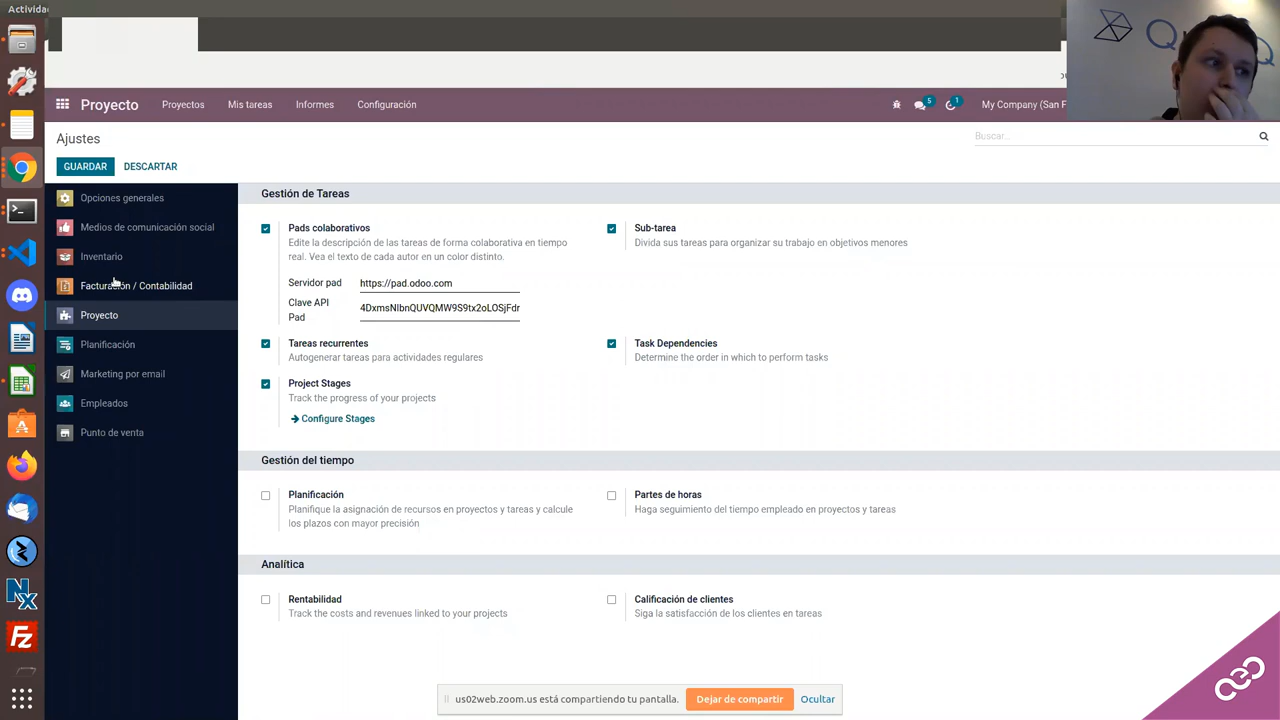 Activida
Proyecto
Proyectos
Mis tareas
Informes
Configuración
5
1
My Company (San F
Ajustes
Buscar...
GUARDAR
DESCARTAR
Opciones generales
Medios de comunicación social
Inventario
Facturación / Contabilidad
Proyecto
Planificación
Marketing por email
Empleados
Punto de venta
Gestión de Tareas
Pads colaborativos
Edite la descripción de las tareas de forma colaborativa en tiempo
real. Vea el texto de cada autor en un color distinto.
Servidor pad
https://pad.odoo.com
Clave API
Pad
4DxmsNIbnQUVQMW9S9tx2oLOSjFdr
Sub-tarea
Divida sus tareas para organizar su trabajo en objetivos menores
Tareas recurrentes
Autogenerar tareas para actividades regulares
Task Dependencies
Determine the order in which to perform tasks
Project Stages
Track the progress of your projects
Configure Stages
Gestión del tiempo
Planificación
Planifique la asignación de recursos en proyectos y tareas y calcule
los plazos con mayor precisión
Partes de horas
Haga seguimiento del tiempo empleado en proyectos y tareas
Analítica
Rentabilidad
Track the costs and revenues linked to your projects
Calificación de clientes
Siga la satisfacción de los clientes en tareas
us02web.zoom.us está compartiendo tu pantalla.
Dejar de compartir
Ocultar